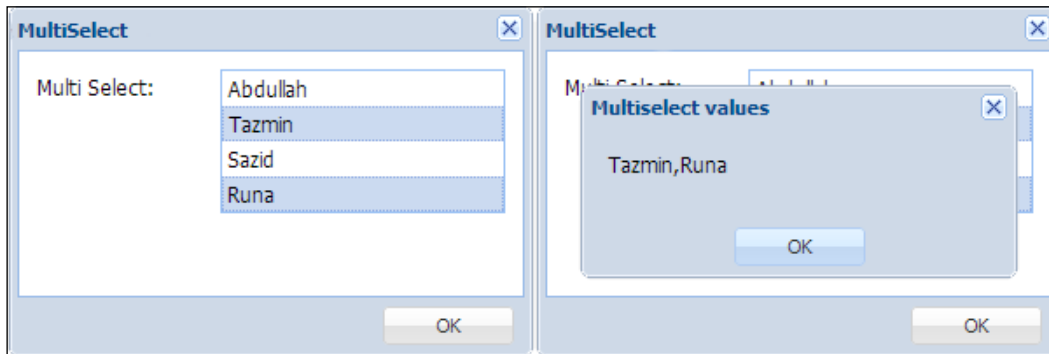 MultiSelect
Multi Select:
Abdullah
Tazmin
Sazid
Runa
OK
MultiSelect
Multiselect values
Tazmin,Runa
OK
OK